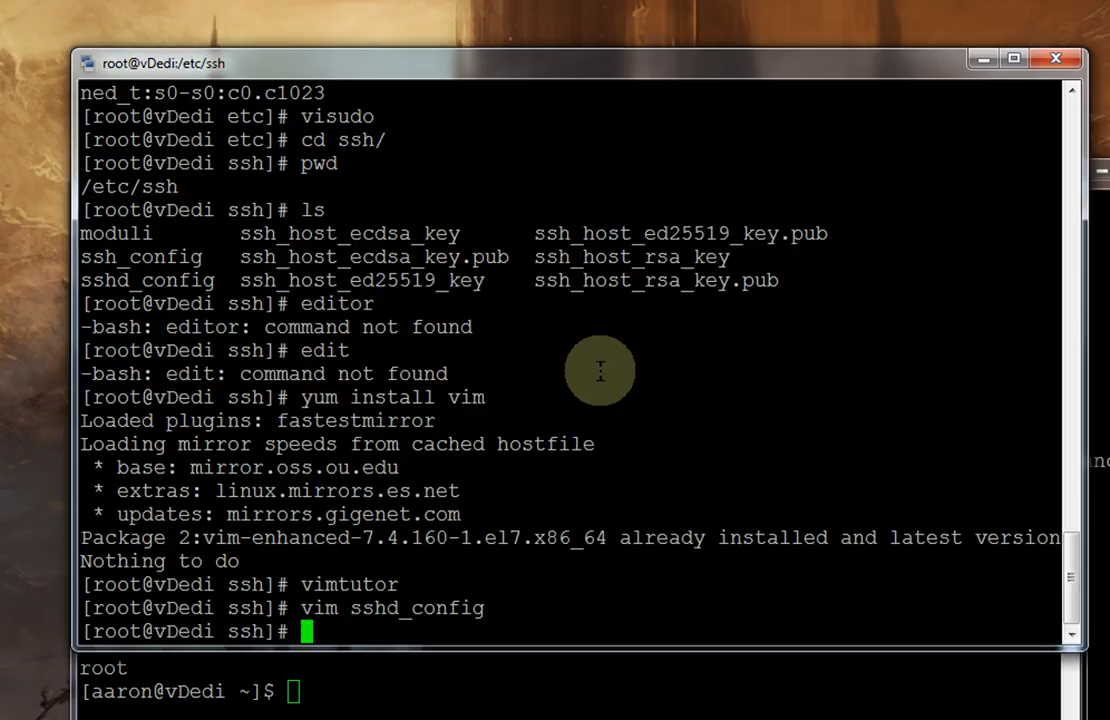 root@vDedi:/etc/ssh
ned_t:s0-s0:c0.c1023
[root@vDedi etc]# visudo
[root@vDedi etc]# cd ssh/
[root@vDedi ssh]# pwd
/etc/ssh
[root@vDedi ssh]# ls
moduli ssh_host_ecdsa_key ssh_host_ed25519_key.pub
ssh_config ssh_host_ecdsa_key.pub ssh_host_rsa_key
sshd_config ssh_host_ed25519_key ssh_host_rsa_key.pub
[root@vDedi ssh]# editor
-bash: editor: command not found
[root@vDedi ssh]# edit
-bash: edit: command not found
[root@vDedi ssh]# yum install vim
Loaded plugins: fastestmirror
Loading mirror speeds from cached hostfile
* base: mirror.oss.ou.edu
* extras: linux.mirrors.es.net
* updates: mirrors.gigenet.com
Package 2:vim-enhanced-7.4.160-1.el7.x86_64 already installed and latest version
Nothing to do
[root@vDedi ssh]# vimtutor
[root@vDedi ssh]# vim sshd_config
[root@vDedi ssh]#
root
[aaron@vDedi ~]$